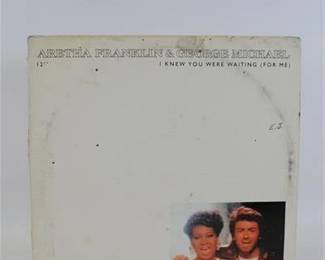 ARETHA FRANKLIN & GEORGE MICHAEL
12" I KNEW YOU WERE WAITING (FOR ME)
E.J.